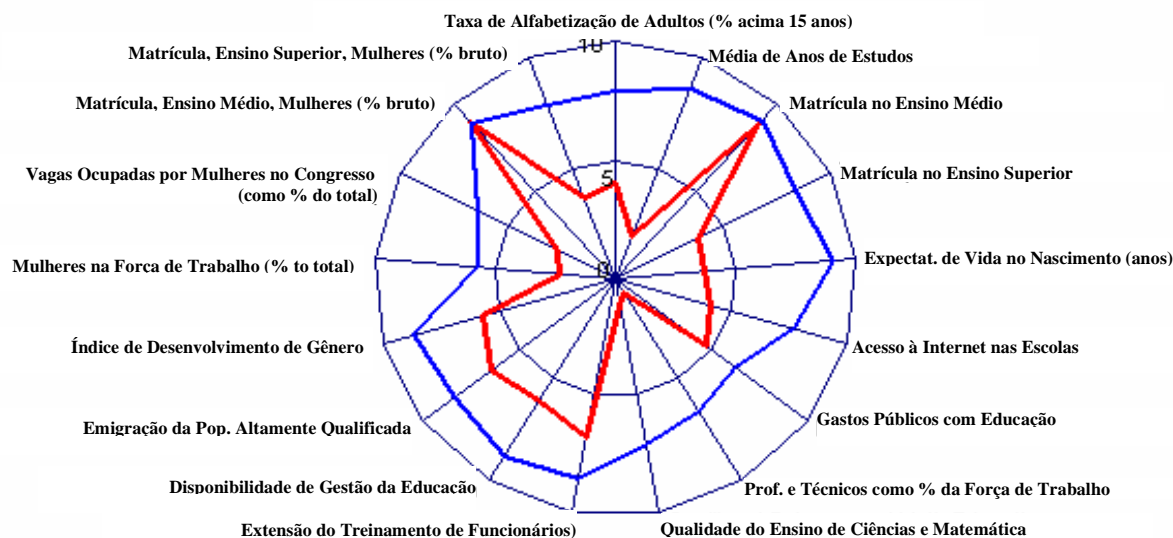 Taxa de Alfabetização de Adultos (% acima 15 anos)
10
Matrícula, Ensino Superior, Mulheres (% bruto)
Média de Anos de Estudos
Matrícula, Ensino Médio, Mulheres (% bruto)
Matrícula no Ensino Médio
Vagas Ocupadas por Mulheres no Congresso
(como % do total)
5
Matrícula no Ensino Superior
Mulheres na Forca de Trabalho (% to total)
0
Expectat. de Vida no Nascimento (anos)
Índice de Desenvolvimento de Gênero
Acesso à Internet nas Escolas
Emigração da Pop. Altamente Qualificada
Gastos Públicos com Educação
Disponibilidade de Gestão da Educacão
Prof. e Técnicos como % da Força de Trabalho
Extensão do Treinamento de Funcionários)
Qualidade do Ensino de Ciências e Matemática